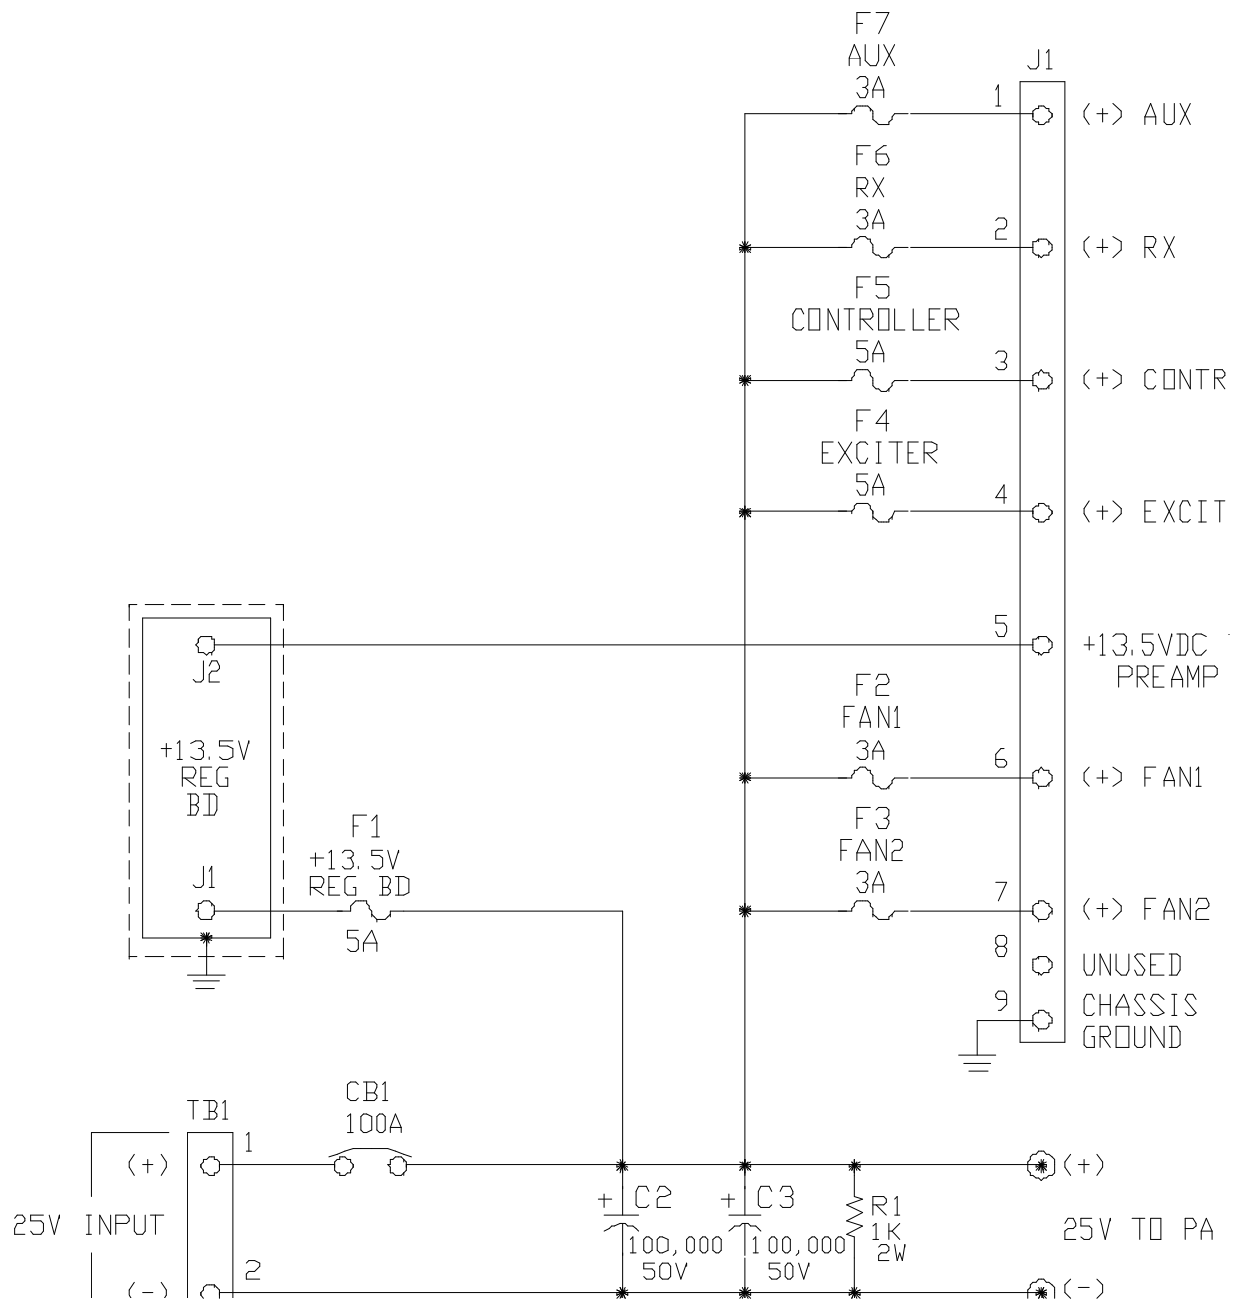 F7
AUX
3A
J1
1
(+) AUX
F6
RX
3A
2
(+) RX
F5
CONTROLLER
5A
3
(+) CONTR
F4
EXCITER
5A
4
(+) EXCIT
5
+13.5VDC
PREAMP
J2
+13.5V
REG
BD
J1
F1
+13.5V
REG BD
5A
F2
FAN1
3A
6
(+) FAN1
F3
FAN2
3A
7
(+) FAN2
8
UNUSED
9
CHASSIS
GROUND
TB1
CB1
100A
1
(+)
(+)
25V INPUT
+ C2
100,000
50V
+ C3
100,000
50V
R1
1K
2W
25V TO PA
2
(-)
(-)